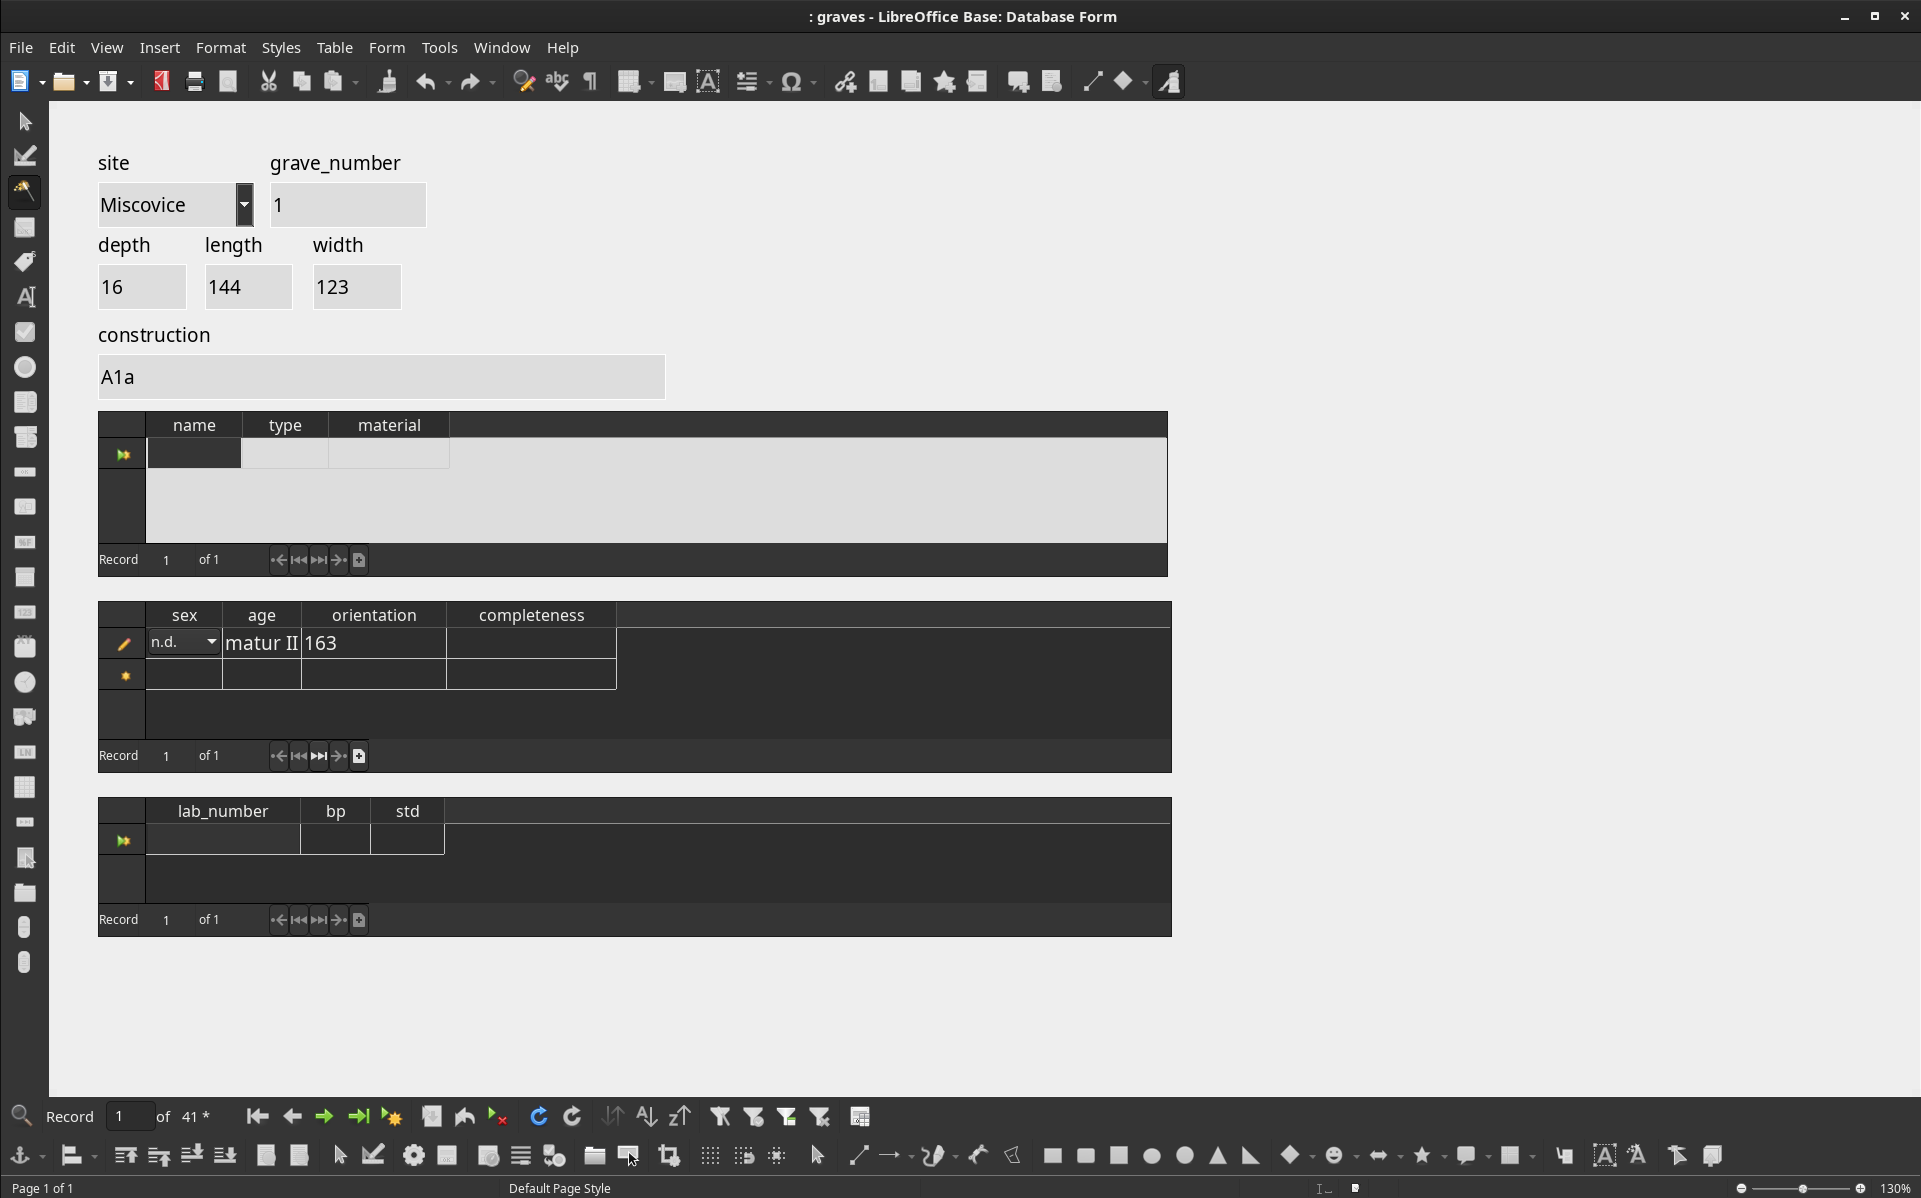 : graves - LibreOffice Base: Database Form
File Edit View Insert Format Styles Table Form Tools Window Help
site grave_number
Miscovice 1
depth length width
16 144 123
construction
A1a
name type material
Record 1 of 1
sex age orientation completeness
n.d. matur II 163
Record 1 of 1
lab_number bp std
Record 1 of 1
Record 1 of 41 *
Page 1 of 1 Default Page Style 130%